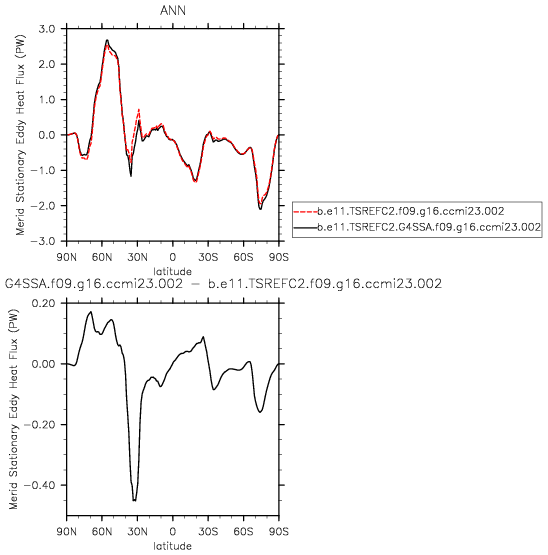 ANN
Merid Stationary Eddy Heat Flux (PW)
3.0
2.0
1.0
0.0
−1.0
−2.0
−3.0
90N 60N 30N 0 30S 60S 90S
latitude
b.e11.TSREFC2.f09.g16.ccmi23.002
b.e11.TSREFC2.G4SSA.f09.g16.ccmi23.002
G4SSA.f09.g16.ccmi23.002 − b.e11.TSREFC2.f09.g16.ccmi23.002
Merid Stationary Eddy Heat Flux (PW)
0.20
0.00
−0.20
−0.40
90N 60N 30N 0 30S 60S 90S
latitude